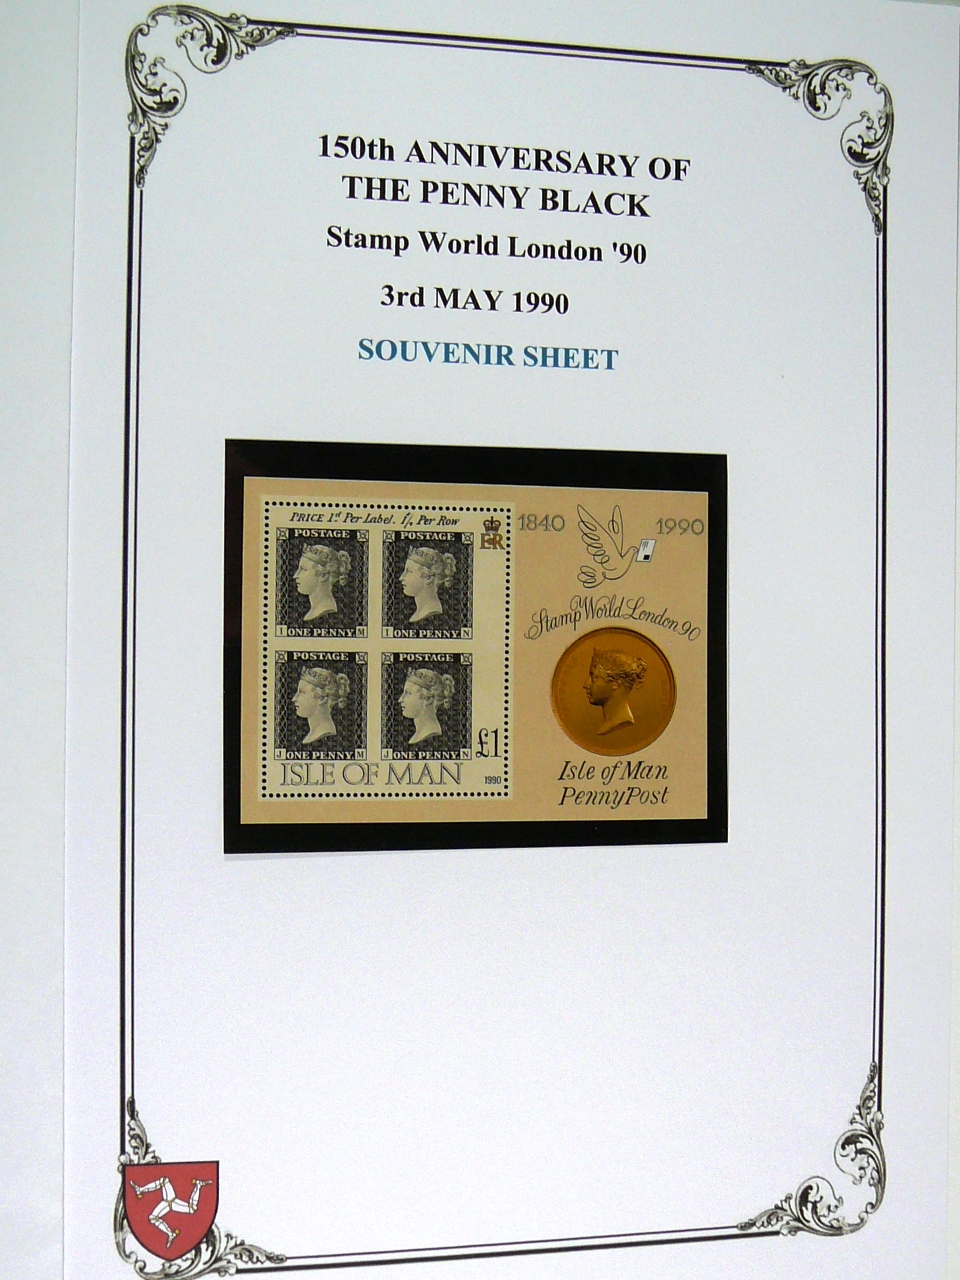 150th ANNIVERSARY OF
THE PENNY BLACK
Stamp World London '90
3rd MAY 1990
SOUVENIR SHEET
PRICE 1d Per Label. 1/- Per Row
E R
POSTAGE
I ONE PENNY M
POSTAGE
I ONE PENNY N
POSTAGE
J ONE PENNY M
POSTAGE
J ONE PENNY N
£1
ISLE OF MAN
1990
1840
1990
Stamp World London 90
Isle of Man
Penny Post